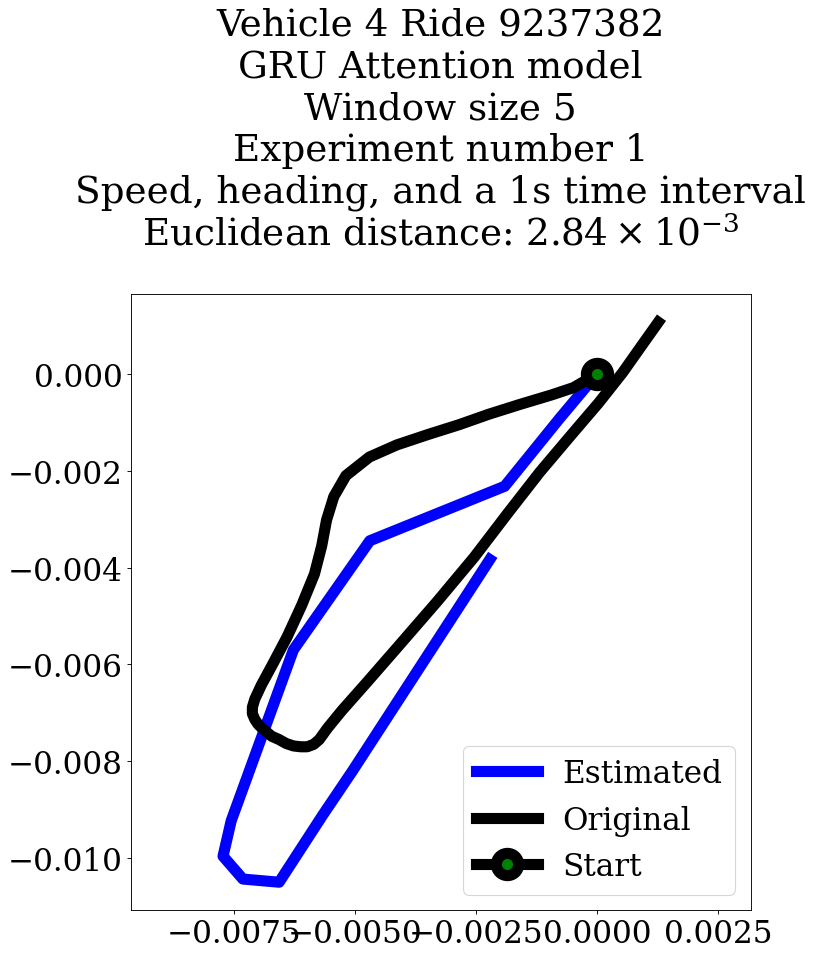 Vehicle 4 Ride 9237382
GRU Attention model
Window size 5
Experiment number 1
Speed, heading, and a 1s time interval
Euclidean distance: 2.84 × 10⁻³
0.000
−0.002
−0.004
−0.006
−0.008
−0.010
Estimated
Original
Start
−0.0075 −0.0050 −0.0025 0.0000 0.0025